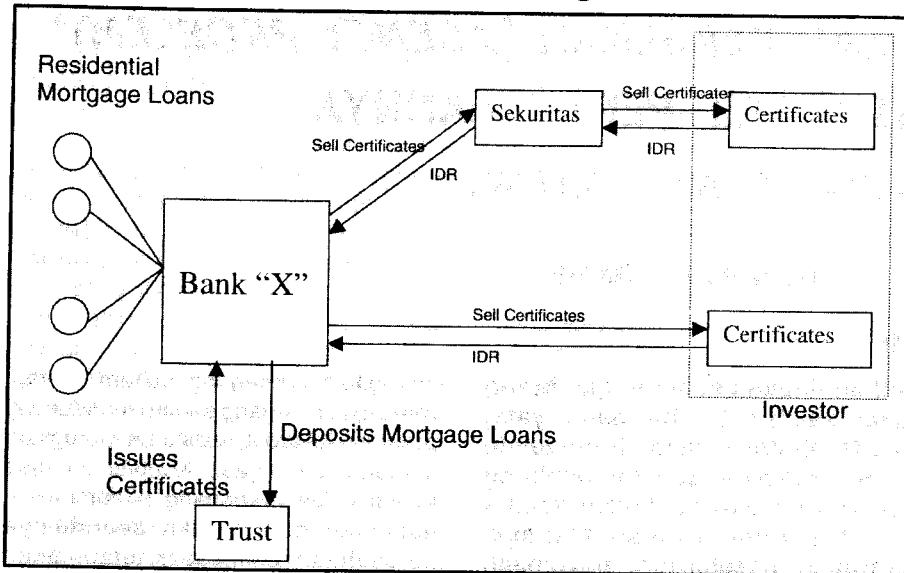 Residential
Mortgage Loans
Sell Certificates
Sekuritas
Certificates
Sell Certificates
IDR
IDR
Bank “X”
Sell Certificates
Certificates
IDR
Investor
Deposits Mortgage Loans
Issues
Certificates
Trust